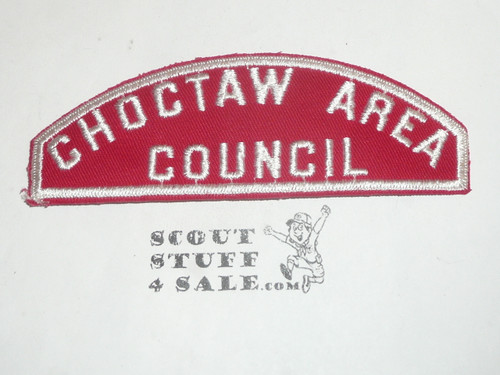 CHOCTAW AREA
COUNCIL
SCOUT
STUFF
4 SALE.COM